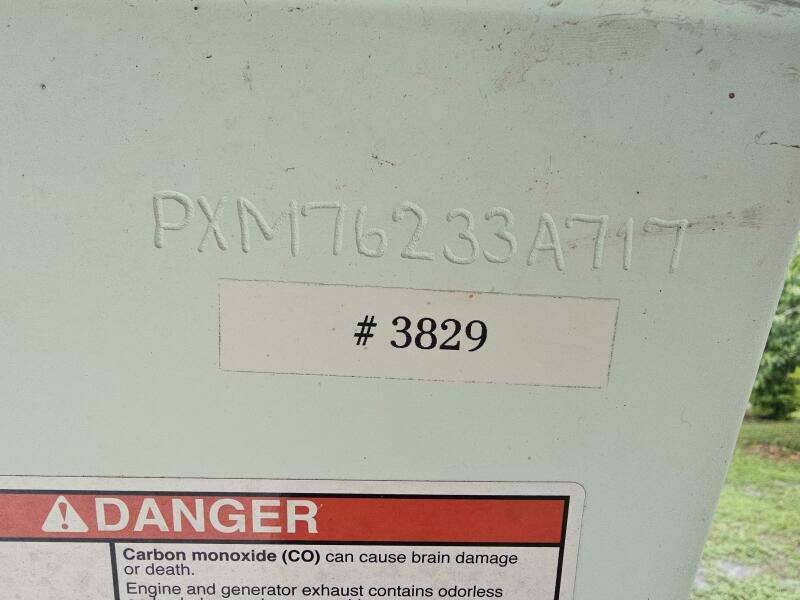 PXM76233A717
# 3829
DANGER
Carbon monoxide (CO) can cause brain damage
or death.
Engine and generator exhaust contains odorless